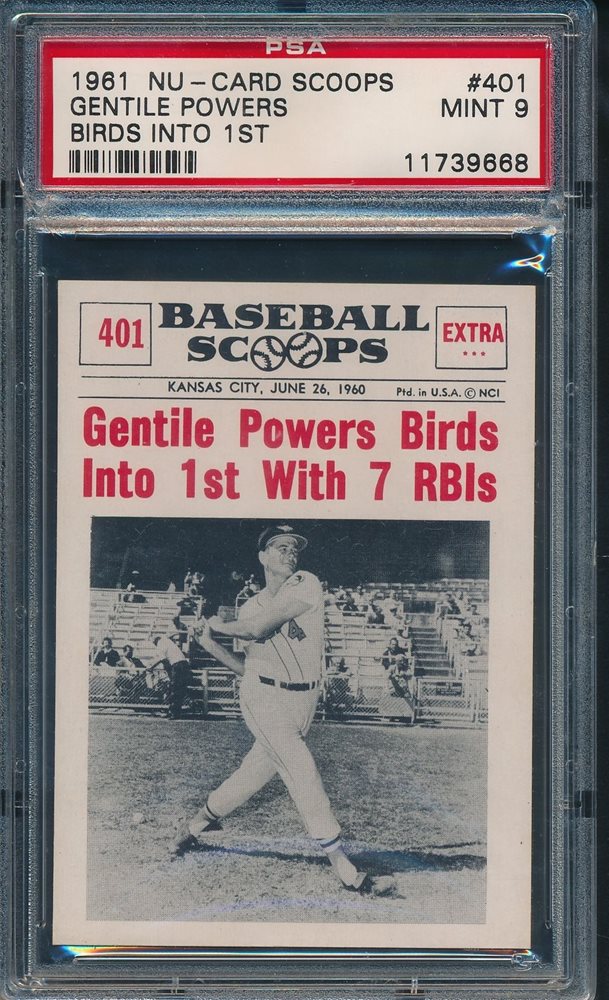 PSA
1961 NU-CARD SCOOPS #401
GENTILE POWERS MINT 9
BIRDS INTO 1ST
11739668
401 BASEBALL EXTRA
SCOOPS ***
KANSAS CITY, JUNE 26, 1960 Ptd. in U.S.A. © NCI
Gentile Powers Birds
Into 1st With 7 RBIs
4